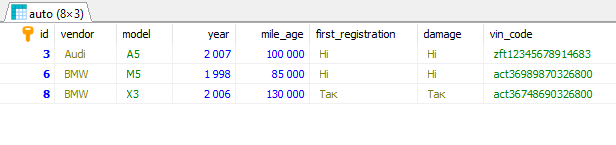 auto (8×3)
id vendor model year mile_age first_registration damage vin_code
3 Audi A5 2 007 100 000 Ні Ні zft12345678914683
6 BMW M5 1 998 85 000 Ні Ні act36989870326800
8 BMW X3 2 006 130 000 Так Так act36748690326800